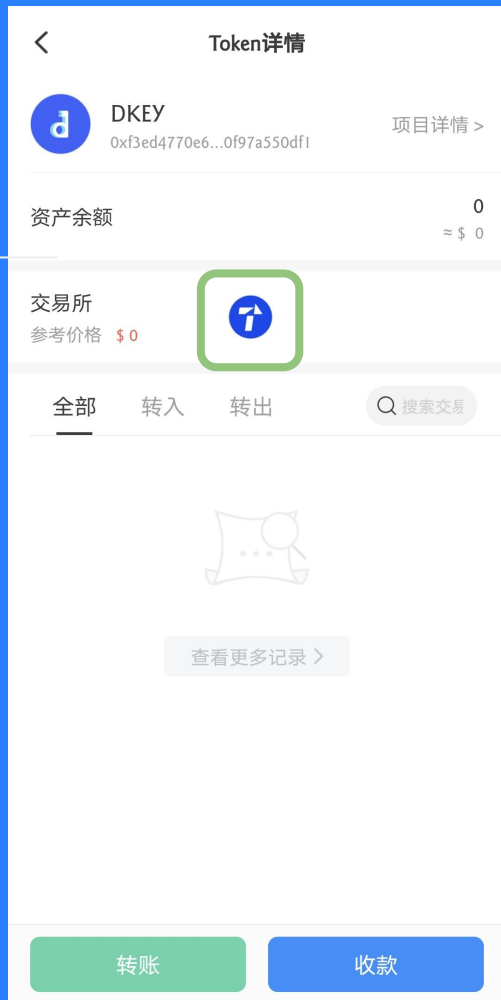 Token详情
DKEY
0xf3ed4770e6...0f97a550df1
项目详情 >
资产余额
0
≈ $ 0
交易所
参考价格 $ 0
全部 转入 转出 搜索交易
查看更多记录 >
转账 收款